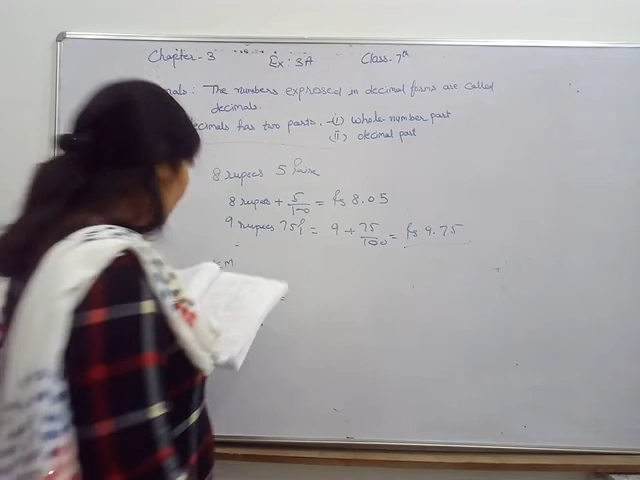 Chapter-3 Ex: 3A Class-7th
mals: The numbers expressed in decimal forms are called
decimals.
ecimals has two parts. -(i) whole number part
(ii) decimal part
8 rupees 5 Paise
8 rupees + 5/100 = Rs 8.05
9 rupees 75P = 9 + 75/100 = Rs 9.75